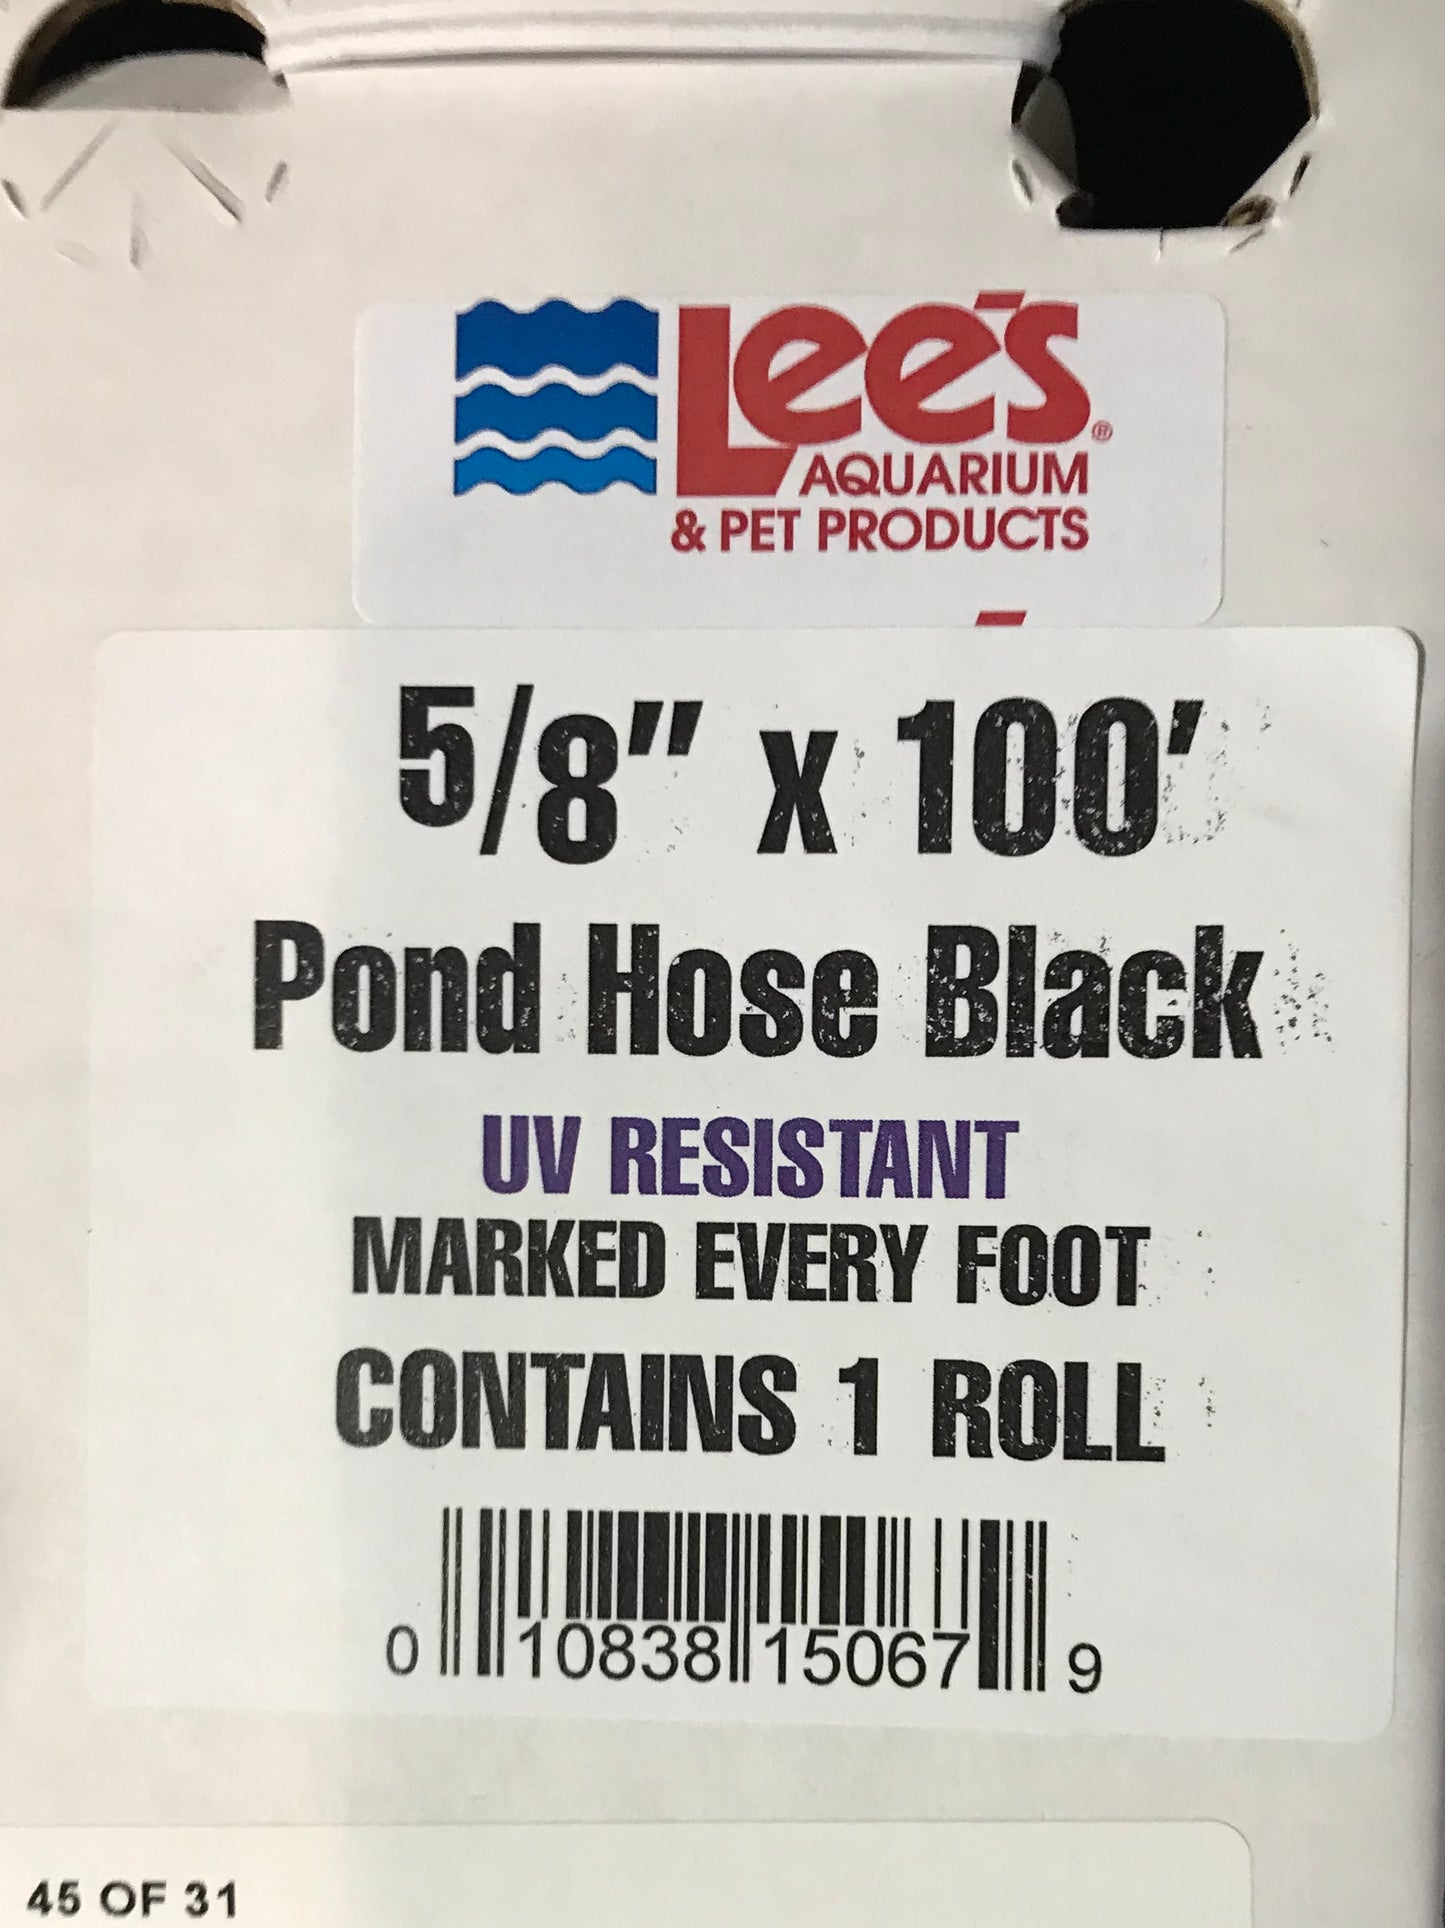 Lee's®
AQUARIUM
& PET PRODUCTS
5/8" x 100'
Pond Hose Black
UV RESISTANT
MARKED EVERY FOOT
CONTAINS 1 ROLL
0 10838 15067 9
45 OF 31